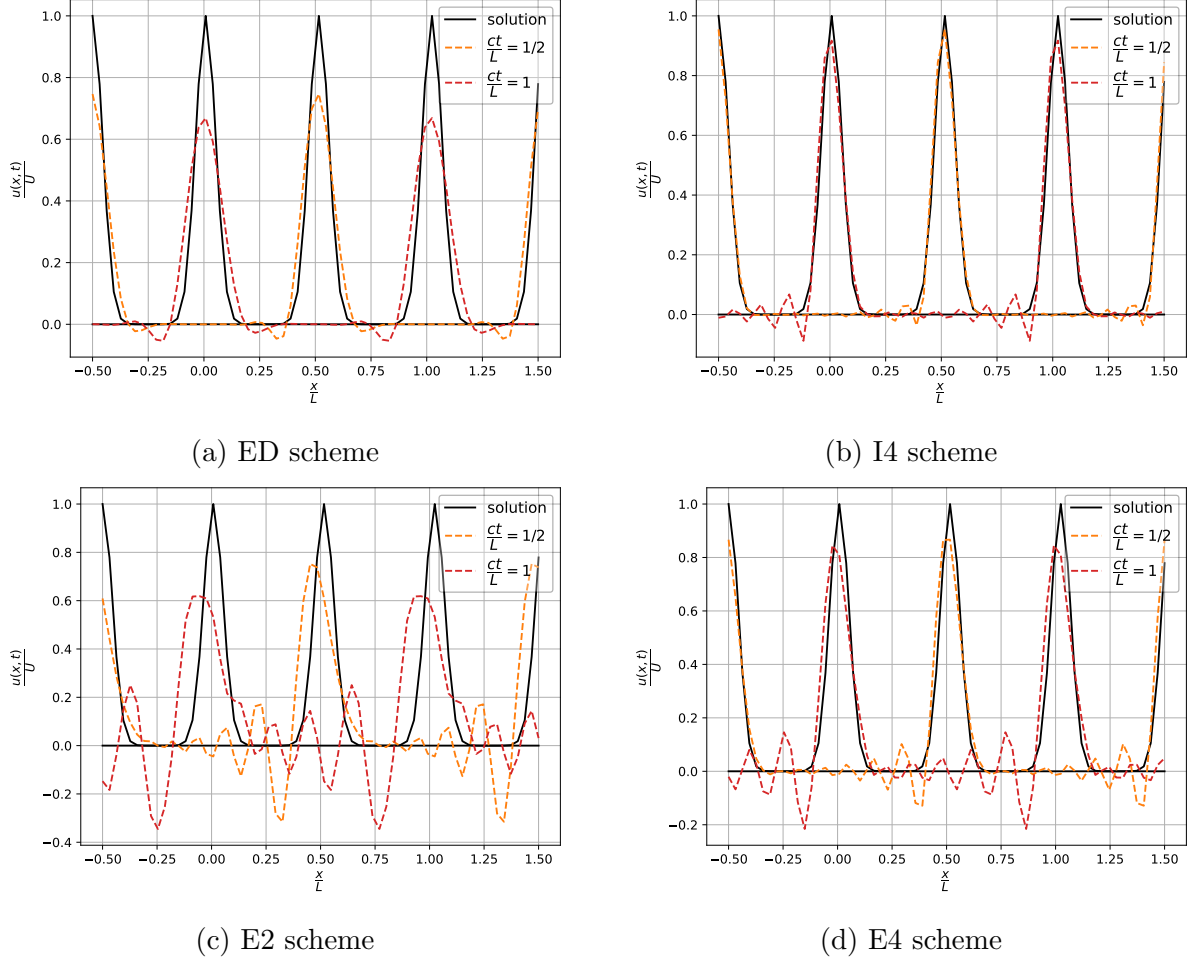 1.0
0.8
0.6
0.4
0.2
0.0
u(x, t)
U
solution
ct
L = 1/2
ct
L = 1
−0.50 −0.25 0.00 0.25 0.50 0.75 1.00 1.25 1.50
x
L
(a) ED scheme
1.0
0.8
0.6
0.4
0.2
0.0
u(x, t)
U
solution
ct
L = 1/2
ct
L = 1
−0.50 −0.25 0.00 0.25 0.50 0.75 1.00 1.25 1.50
x
L
(b) I4 scheme
1.0
0.8
0.6
0.4
0.2
0.0
−0.2
−0.4
u(x, t)
U
solution
ct
L = 1/2
ct
L = 1
−0.50 −0.25 0.00 0.25 0.50 0.75 1.00 1.25 1.50
x
L
(c) E2 scheme
1.0
0.8
0.6
0.4
0.2
0.0
−0.2
u(x, t)
U
solution
ct
L = 1/2
ct
L = 1
−0.50 −0.25 0.00 0.25 0.50 0.75 1.00 1.25 1.50
x
L
(d) E4 scheme